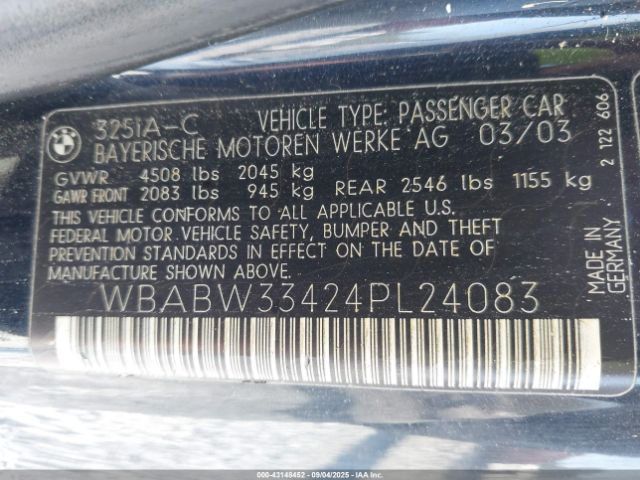 BMW
325iA-C VEHICLE TYPE: PASSENGER CAR
BAYERISCHE MOTOREN WERKE AG 03/03
GVWR 4508 lbs 2045 kg
GAWR FRONT 2083 lbs 945 kg REAR 2546 lbs 1155 kg
THIS VEHICLE CONFORMS TO ALL APPLICABLE U.S.
FEDERAL MOTOR VEHICLE SAFETY, BUMPER AND THEFT
PREVENTION STANDARDS IN EFFECT ON THE DATE OF
MANUFACTURE SHOWN ABOVE.
WBABW33424PL24083
2 122 606
MADE IN
GERMANY
000-43148452 - 09/04/2025 - IAAI.COM